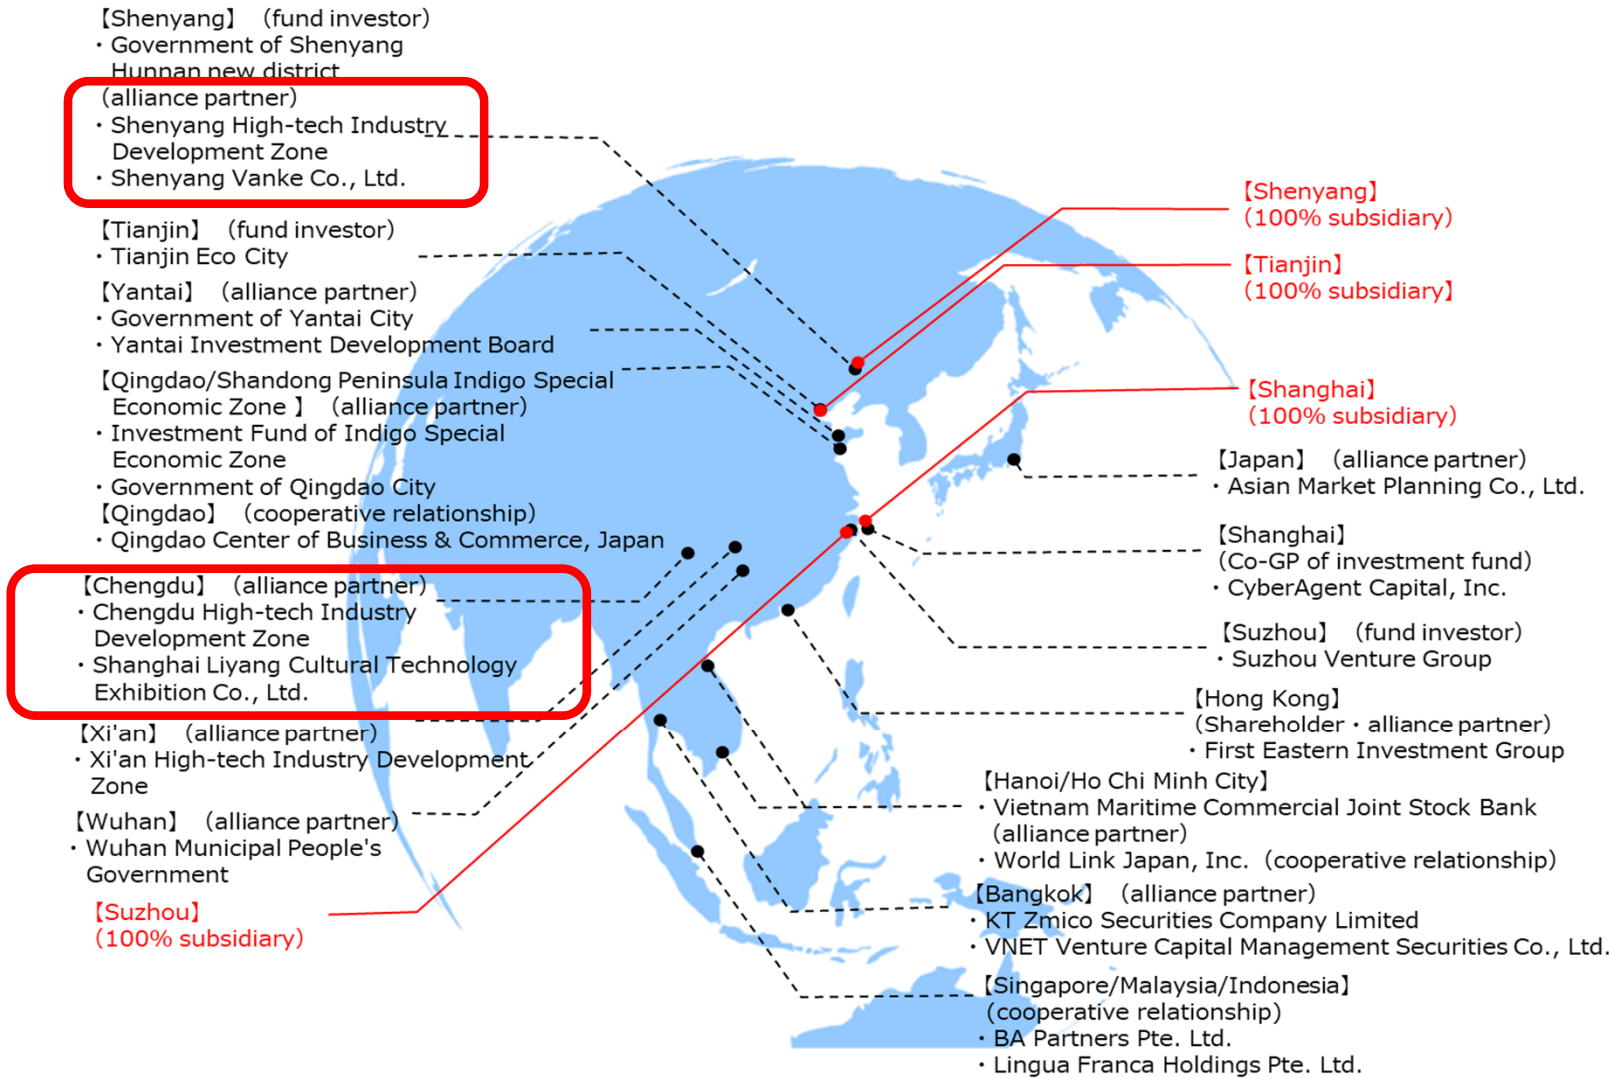 【Shenyang】（fund investor）
・Government of Shenyang
Hunnan new district
（alliance partner）
・Shenyang High-tech Industry
Development Zone
・Shenyang Vanke Co., Ltd.
【Tianjin】（fund investor）
・Tianjin Eco City
【Yantai】（alliance partner）
・Government of Yantai City
・Yantai Investment Development Board
【Qingdao/Shandong Peninsula Indigo Special
Economic Zone 】（alliance partner）
・Investment Fund of Indigo Special
Economic Zone
・Government of Qingdao City
【Qingdao】（cooperative relationship）
・Qingdao Center of Business & Commerce, Japan
【Chengdu】（alliance partner）
・Chengdu High-tech Industry
Development Zone
・Shanghai Liyang Cultural Technology
Exhibition Co., Ltd.
【Xi'an】（alliance partner）
・Xi'an High-tech Industry Development
Zone
【Wuhan】（alliance partner）
・Wuhan Municipal People's
Government
【Suzhou】
（100% subsidiary）
【Shenyang】
（100% subsidiary）
【Tianjin】
（100% subsidiary】
【Shanghai】
（100% subsidiary）
【Japan】（alliance partner）
・Asian Market Planning Co., Ltd.
【Shanghai】
（Co-GP of investment fund）
・CyberAgent Capital, Inc.
【Suzhou】（fund investor）
・Suzhou Venture Group
【Hong Kong】
（Shareholder・alliance partner）
・First Eastern Investment Group
【Hanoi/Ho Chi Minh City】
・Vietnam Maritime Commercial Joint Stock Bank
（alliance partner）
・World Link Japan, Inc.（cooperative relationship）
【Bangkok】（alliance partner）
・KT Zmico Securities Company Limited
・VNET Venture Capital Management Securities Co., Ltd.
【Singapore/Malaysia/Indonesia】
（cooperative relationship）
・BA Partners Pte. Ltd.
・Lingua Franca Holdings Pte. Ltd.